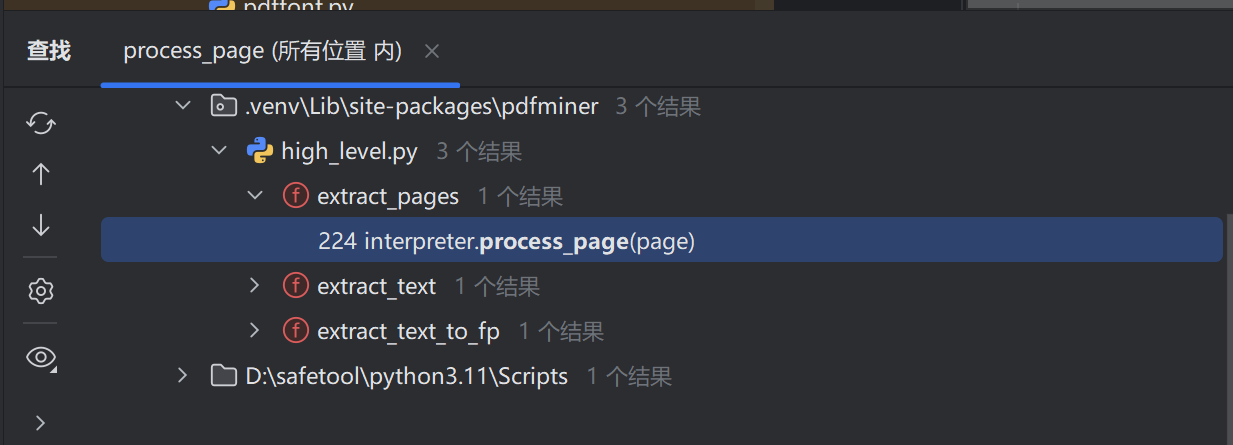 pdffont.py
查找 process_page (所有位置 内)
.venv\Lib\site-packages\pdfminer 3 个结果
high_level.py 3 个结果
extract_pages 1 个结果
224 interpreter.process_page(page)
extract_text 1 个结果
extract_text_to_fp 1 个结果
D:\safetool\python3.11\Scripts 1 个结果